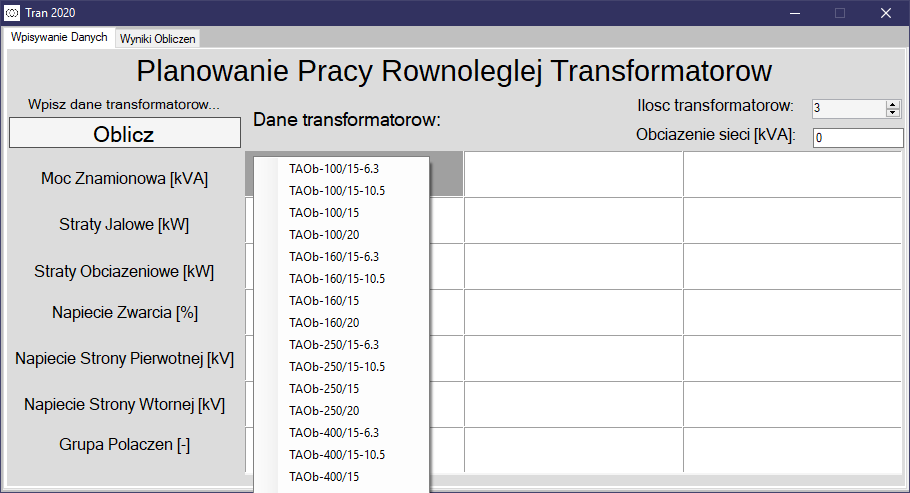 Tran 2020
Wpisywanie Danych
Wyniki Obliczen
Planowanie Pracy Rownoleglej Transformatorow
Wpisz dane transformatorow...
Oblicz
Dane transformatorow:
Ilosc transformatorow:
3
Obciazenie sieci [kVA]:
0
Moc Znamionowa [kVA]
Straty Jalowe [kW]
Straty Obciazeniowe [kW]
Napiecie Zwarcia [%]
Napiecie Strony Pierwotnej [kV]
Napiecie Strony Wtornej [kV]
Grupa Polaczen [-]
TAOb-100/15-6.3
TAOb-100/15-10.5
TAOb-100/15
TAOb-100/20
TAOb-160/15-6.3
TAOb-160/15-10.5
TAOb-160/15
TAOb-160/20
TAOb-250/15-6.3
TAOb-250/15-10.5
TAOb-250/15
TAOb-250/20
TAOb-400/15-6.3
TAOb-400/15-10.5
TAOb-400/15